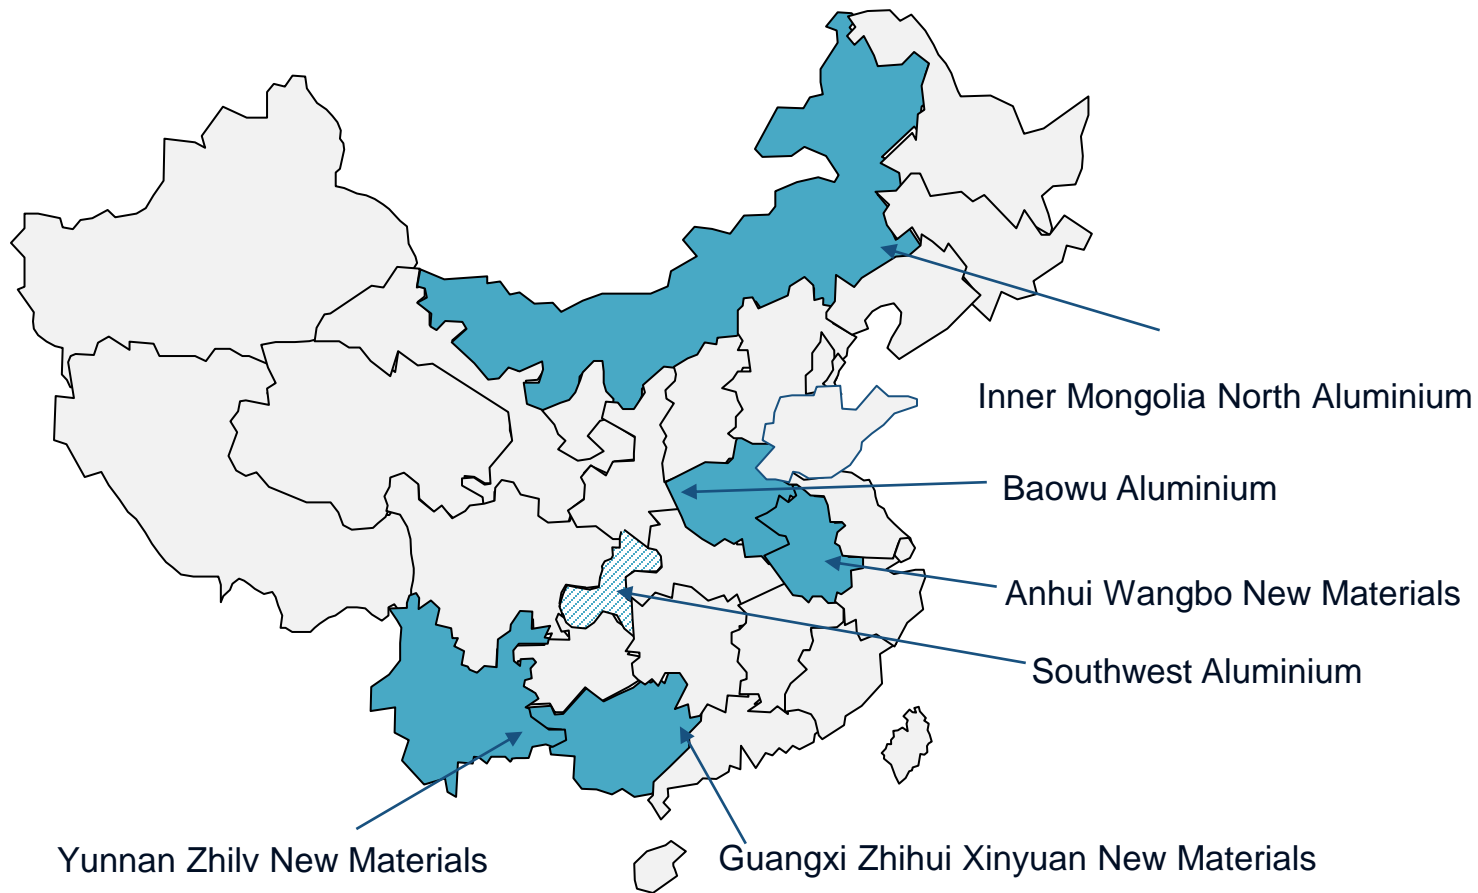 Inner Mongolia North Aluminium
Baowu Aluminium
Anhui Wangbo New Materials
Southwest Aluminium
Yunnan Zhilv New Materials
Guangxi Zhihui Xinyuan New Materials